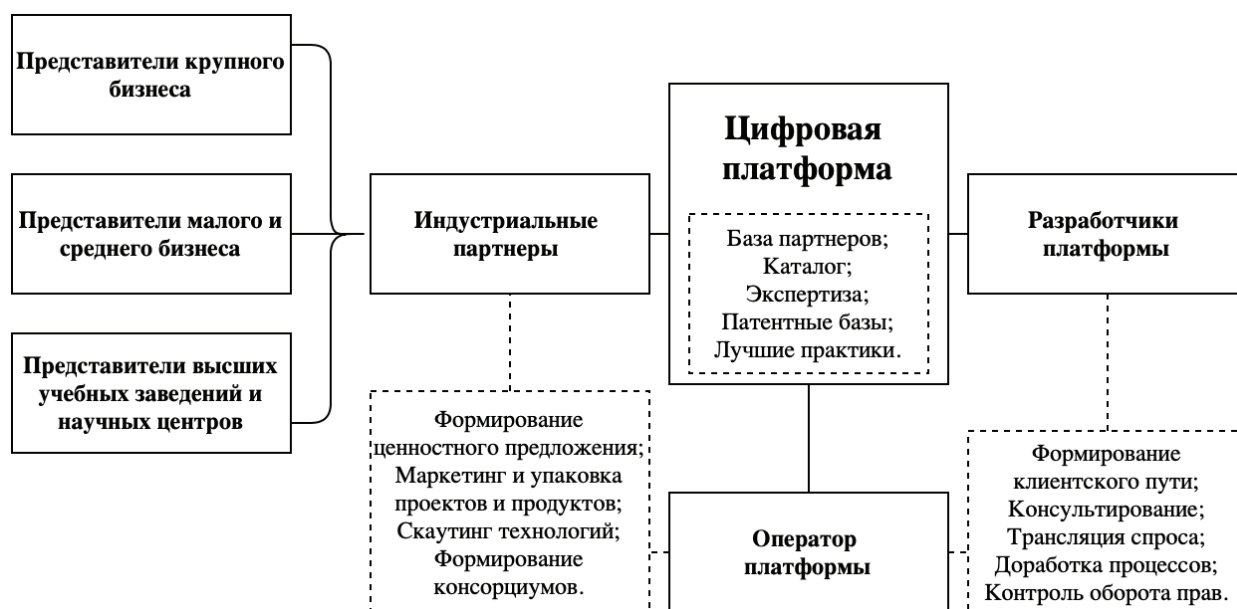 Представители крупного
бизнеса
Представители малого и
среднего бизнеса
Представители высших
учебных заведений и
научных центров
Индустриальные
партнеры
Формирование
ценностного предложения;
Маркетинг и упаковка
проектов и продуктов;
Скаутинг технологий;
Формирование
консорциумов.
Цифровая
платформа
База партнеров;
Каталог;
Экспертиза;
Патентные базы;
Лучшие практики.
Оператор
платформы
Разработчики
платформы
Формирование
клиентского пути;
Консультирование;
Трансляция спроса;
Доработка процессов;
Контроль оборота прав.